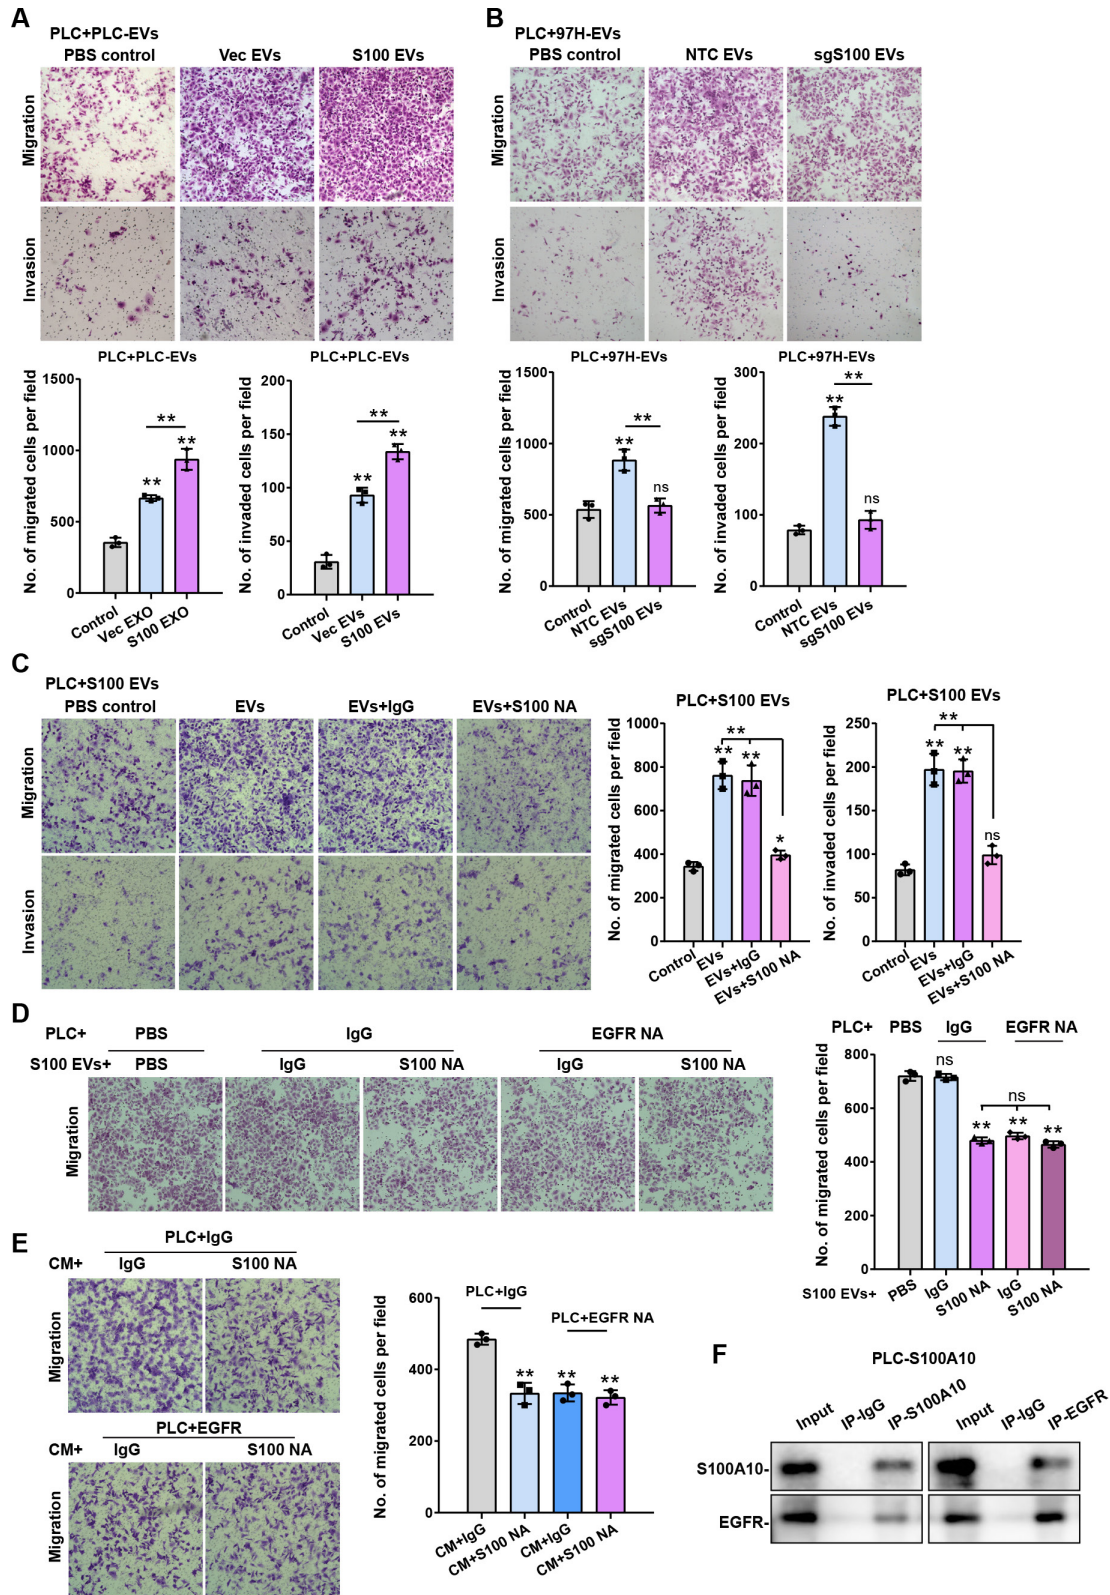 A
PLC+PLC-EVs
PBS control Vec EVs S100 EVs
Migration
Invasion
PLC+PLC-EVs
No. of migrated cells per field
1500
1000
500
0
**
**
**
Control
Vec EXO
S100 EXO
PLC+PLC-EVs
No. of invaded cells per field
200
150
100
50
0
**
**
**
Control
Vec EVs
S100 EVs
B
PLC+97H-EVs
PBS control NTC EVs sgS100 EVs
Migration
Invasion
PLC+97H-EVs
No. of migrated cells per field
1500
1000
500
0
**
**
ns
Control
NTC EVs
sgS100 EVs
PLC+97H-EVs
No. of invaded cells per field
300
200
100
0
**
**
ns
Control
NTC EVs
sgS100 EVs
C
PLC+S100 EVs
PBS control EVs EVs+IgG EVs+S100 NA
Migration
Invasion
PLC+S100 EVs
No. of migrated cells per field
1000
800
600
400
200
0
**
** **
*
Control
EVs
EVs+IgG
EVs+S100 NA
PLC+S100 EVs
No. of invaded cells per field
250
200
150
100
50
0
**
** **
ns
Control
EVs
EVs+IgG
EVs+S100 NA
D
PLC+ PBS IgG EGFR NA
S100 EVs+ PBS IgG S100 NA IgG S100 NA
Migration
PLC+ PBS IgG EGFR NA
No. of migrated cells per field
800
600
400
200
0
ns
ns
** ** **
S100 EVs+ PBS IgG S100 NA IgG S100 NA
E
PLC+IgG
CM+ IgG S100 NA
Migration
PLC+EGFR
CM+ IgG S100 NA
Migration
No. of migrated cells per field
600
400
200
0
PLC+IgG
PLC+EGFR NA
** ** **
CM+IgG
CM+S100 NA
CM+IgG
CM+S100 NA
F
PLC-S100A10
Input IP-IgG IP-S100A10 Input IP-IgG IP-EGFR
S100A10-
EGFR-